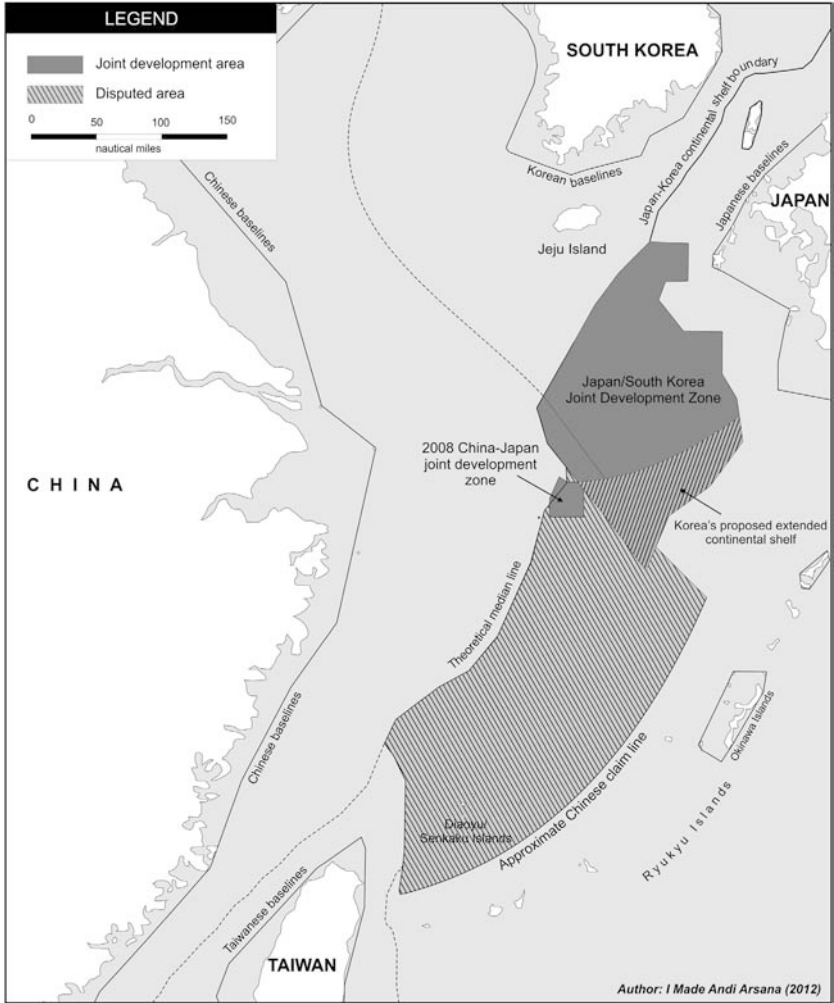 LEGEND
Joint development area
Disputed area
0 50 100 150
nautical miles
SOUTH KOREA
Japan-Korea continental shelf boundary
Korean baselines
Chinese baselines
Japanese baselines
JAPAN
Jeju Island
Japan/South Korea
Joint Development Zone
2008 China-Japan
joint development
zone
CHINA
Korea's proposed extended
continental shelf
Theoretical median line
Okinawa Islands
Chinese baselines
Approximate Chinese claim line
Ryukyu Islands
Diaoyu/
Senkaku Islands
Taiwanese baselines
TAIWAN
Author: I Made Andi Arsana (2012)